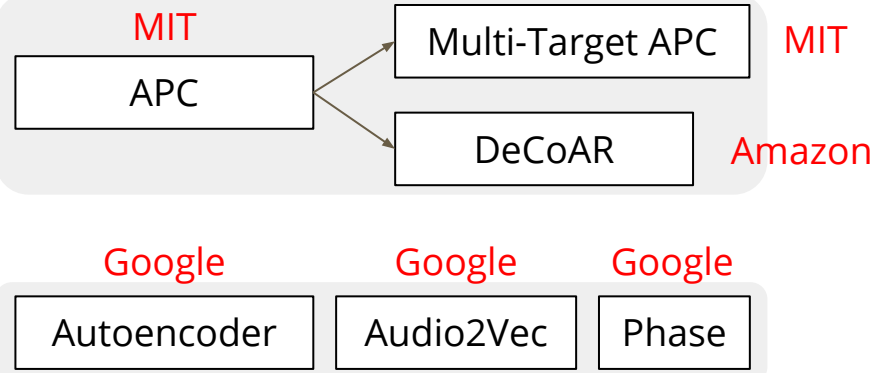 MIT
Multi-Target APC
MIT
APC
DeCoAR
Amazon
Google
Google
Google
Autoencoder
Audio2Vec
Phase